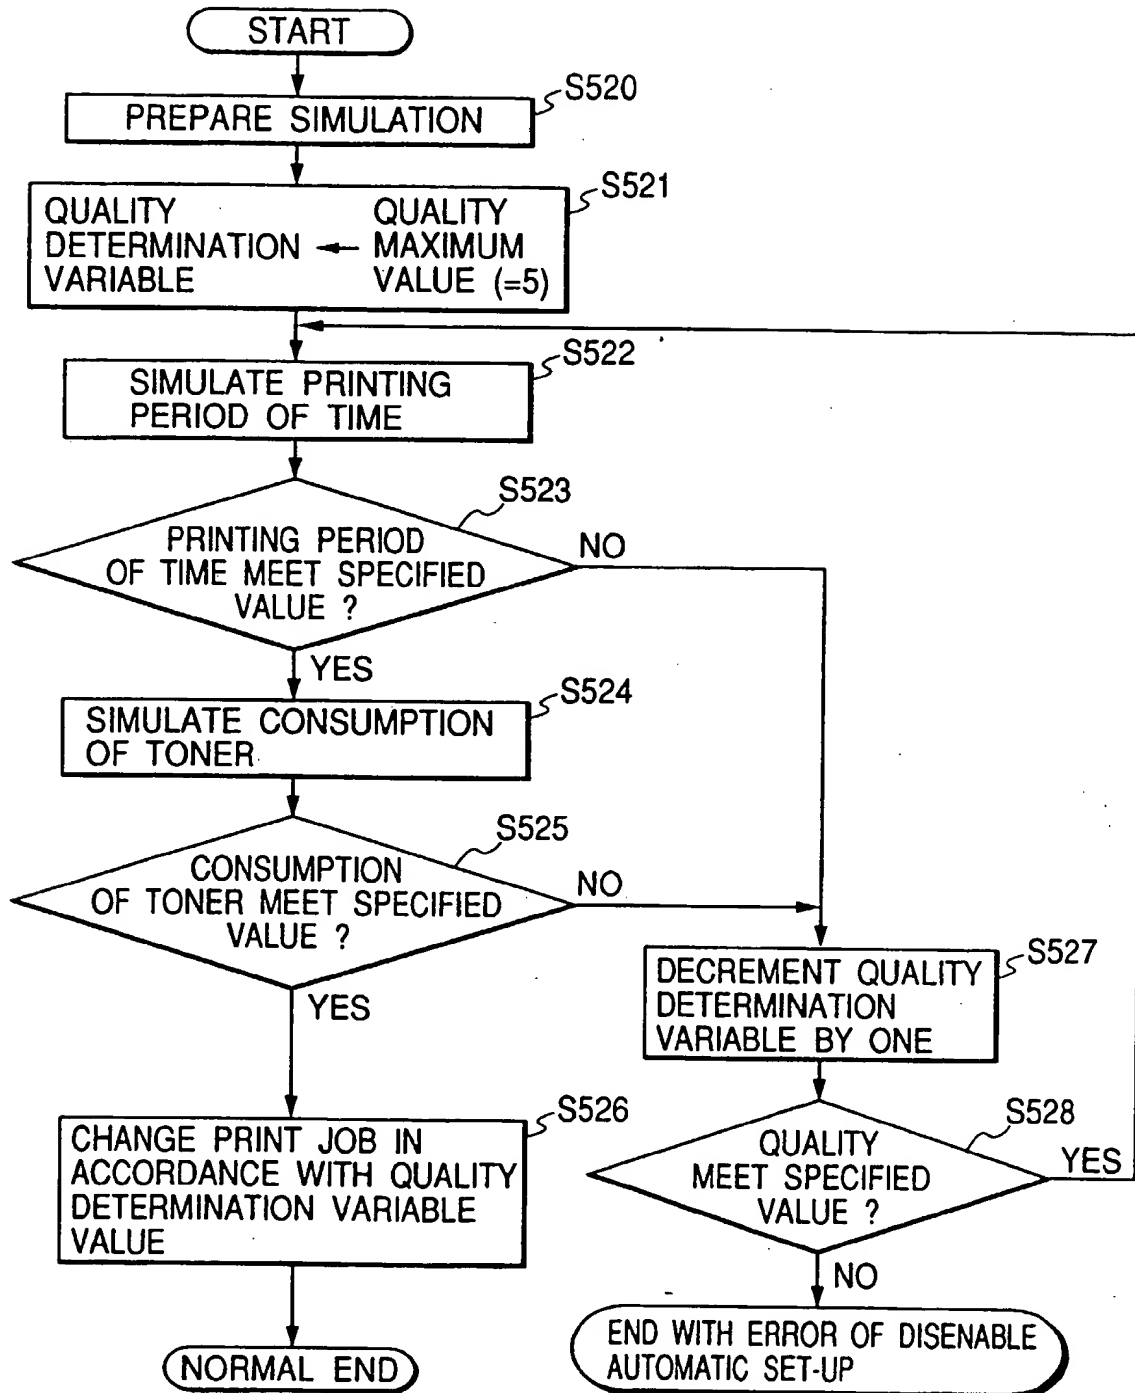 START
S520
PREPARE SIMULATION
S521
QUALITY
DETERMINATION
VARIABLE
←
QUALITY
MAXIMUM
VALUE (=5)
S522
SIMULATE PRINTING
PERIOD OF TIME
S523
PRINTING PERIOD
OF TIME MEET SPECIFIED
VALUE ?
NO
YES
S524
SIMULATE CONSUMPTION
OF TONER
S525
CONSUMPTION
OF TONER MEET SPECIFIED
VALUE ?
NO
YES
S527
DECREMENT QUALITY
DETERMINATION
VARIABLE BY ONE
S526
CHANGE PRINT JOB IN
ACCORDANCE WITH QUALITY
DETERMINATION VARIABLE
VALUE
S528
QUALITY
MEET SPECIFIED
VALUE ?
YES
NO
NORMAL END
END WITH ERROR OF DISENABLE
AUTOMATIC SET-UP